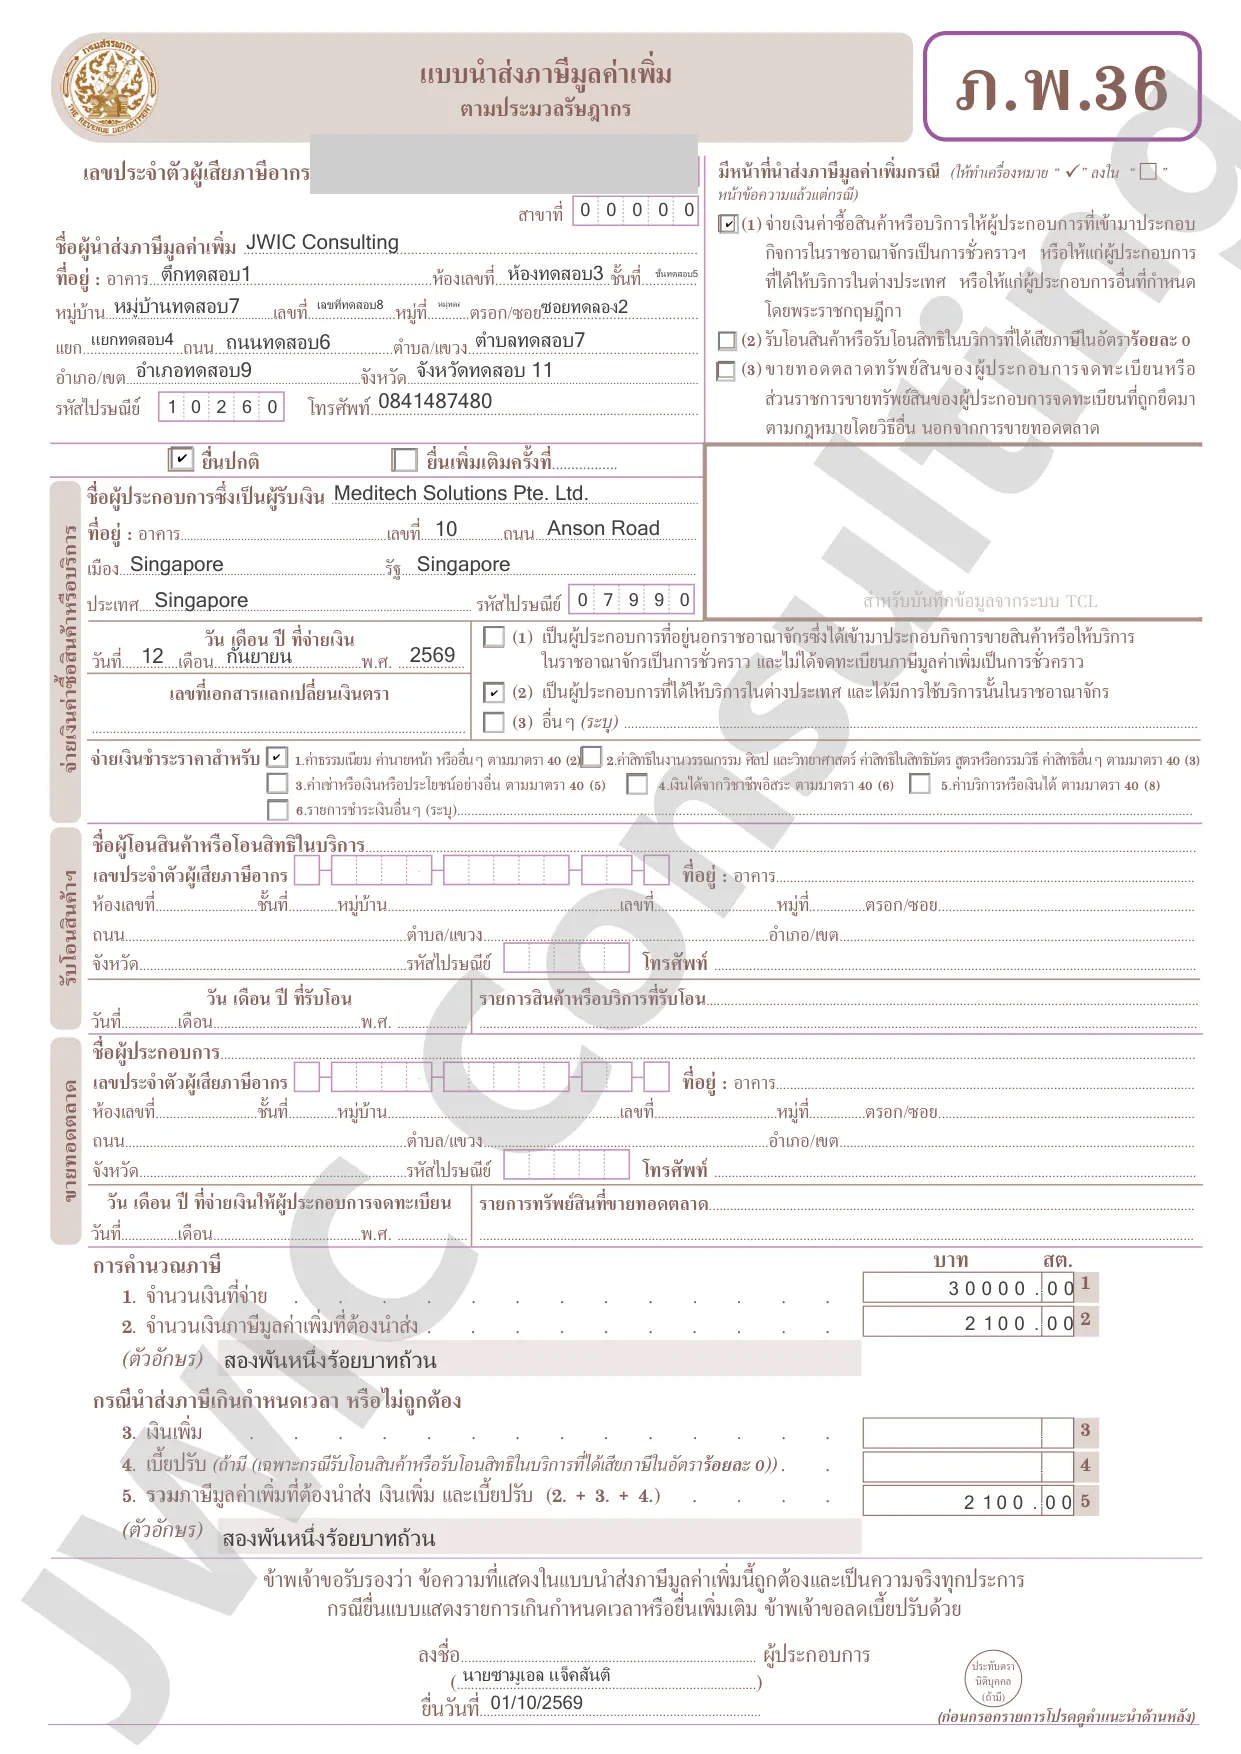 แบบนำส่งภาษีมูลค่าเพิ่ม
ตามประมวลรัษฎากร
ภ.พ.36
กรมสรรพากร
THE REVENUE DEPARTMENT
เลขประจำตัวผู้เสียภาษีอากร
สาขาที่ 0 0 0 0 0
ชื่อผู้นำส่งภาษีมูลค่าเพิ่ม JWIC Consulting
ที่อยู่ : อาคาร ตึกทดสอบ1 ห้องเลขที่ ห้องทดสอบ3 ชั้นที่ ชั้นทดสอบ5
หมู่บ้าน หมู่บ้านทดสอบ7 เลขที่ เลขที่ทดสอบ8 หมู่ที่ ตรอก/ซอย ซอยทดลอง2
แยก แยกทดสอบ4 ถนน ถนนทดสอบ6 ตำบล/แขวง ตำบลทดสอบ7
อำเภอ/เขต อำเภอทดสอบ9 จังหวัด จังหวัดทดสอบ 11
รหัสไปรษณีย์ 1 0 2 6 0 โทรศัพท์ 0841487480
มีหน้าที่นำส่งภาษีมูลค่าเพิ่มกรณี (ให้ทำเครื่องหมาย “ ✓” ลงใน “ □ ”
หน้าข้อความแล้วแต่กรณี)
✔ (1) จ่ายเงินค่าซื้อสินค้าหรือบริการให้ผู้ประกอบการที่เข้ามาประกอบ
กิจการในราชอาณาจักรเป็นการชั่วคราวฯ หรือให้แก่ผู้ประกอบการ
ที่ได้ให้บริการในต่างประเทศ หรือให้แก่ผู้ประกอบการอื่นที่กำหนด
โดยพระราชกฤษฎีกา
(2) รับโอนสินค้าหรือรับโอนสิทธิในบริการที่ได้เสียภาษีในอัตราร้อยละ 0
(3) ขายทอดตลาดทรัพย์สินของผู้ประกอบการจดทะเบียนหรือ
ส่วนราชการขายทรัพย์สินของผู้ประกอบการจดทะเบียนที่ถูกยึดมา
ตามกฎหมายโดยวิธีอื่น นอกจากการขายทอดตลาด
✔ ยื่นปกติ ยื่นเพิ่มเติมครั้งที่
จ่ายเงินค่าซื้อสินค้าหรือบริการ
ชื่อผู้ประกอบการซึ่งเป็นผู้รับเงิน Meditech Solutions Pte. Ltd.
ที่อยู่ : อาคาร เลขที่ 10 ถนน Anson Road
เมือง Singapore รัฐ Singapore
ประเทศ Singapore รหัสไปรษณีย์ 0 7 9 9 0
สำหรับบันทึกข้อมูลจากระบบ TCL
วัน เดือน ปี ที่จ่ายเงิน
วันที่ 12 เดือน กันยายน พ.ศ. 2569
เลขที่เอกสารแลกเปลี่ยนเงินตรา
(1) เป็นผู้ประกอบการที่อยู่นอกราชอาณาจักรซึ่งได้เข้ามาประกอบกิจการขายสินค้าหรือให้บริการ
ในราชอาณาจักรเป็นการชั่วคราว และไม่ได้จดทะเบียนภาษีมูลค่าเพิ่มเป็นการชั่วคราว
✔ (2) เป็นผู้ประกอบการที่ได้ให้บริการในต่างประเทศ และได้มีการใช้บริการนั้นในราชอาณาจักร
(3) อื่น ๆ (ระบุ)
จ่ายเงินชำระราคาสำหรับ ✔ 1.ค่าธรรมเนียม ค่านายหน้า หรืออื่น ๆ ตามมาตรา 40 (2) 2.ค่าสิทธิในงานวรรณกรรม ศิลป และวิทยาศาสตร์ ค่าสิทธิในสิทธิบัตร สูตรหรือกรรมวิธี ค่าสิทธิอื่น ๆ ตามมาตรา 40 (3)
3.ค่าเช่าหรือเงินหรือประโยชน์อย่างอื่น ตามมาตรา 40 (5) 4.เงินได้จากวิชาชีพอิสระ ตามมาตรา 40 (6) 5.ค่าบริการหรือเงินได้ ตามมาตรา 40 (8)
6.รายการชำระเงินอื่น ๆ (ระบุ)
รับโอนสินค้าฯ
ชื่อผู้โอนสินค้าหรือโอนสิทธิในบริการ
เลขประจำตัวผู้เสียภาษีอากร ที่อยู่ : อาคาร
ห้องเลขที่ ชั้นที่ หมู่บ้าน เลขที่ หมู่ที่ ตรอก/ซอย
ถนน ตำบล/แขวง อำเภอ/เขต
จังหวัด รหัสไปรษณีย์ โทรศัพท์
วัน เดือน ปี ที่รับโอน รายการสินค้าหรือบริการที่รับโอน
วันที่ เดือน พ.ศ.
ขายทอดตลาด
ชื่อผู้ประกอบการ
เลขประจำตัวผู้เสียภาษีอากร ที่อยู่ : อาคาร
ห้องเลขที่ ชั้นที่ หมู่บ้าน เลขที่ หมู่ที่ ตรอก/ซอย
ถนน ตำบล/แขวง อำเภอ/เขต
จังหวัด รหัสไปรษณีย์ โทรศัพท์
วัน เดือน ปี ที่จ่ายเงินให้ผู้ประกอบการจดทะเบียน รายการทรัพย์สินที่ขายทอดตลาด
วันที่ เดือน พ.ศ.
การคำนวณภาษี บาท สต.
1. จำนวนเงินที่จ่าย 30000.00 1
2. จำนวนเงินภาษีมูลค่าเพิ่มที่ต้องนำส่ง 2100.00 2
(ตัวอักษร) สองพันหนึ่งร้อยบาทถ้วน
กรณีนำส่งภาษีเกินกำหนดเวลา หรือไม่ถูกต้อง
3. เงินเพิ่ม 3
4. เบี้ยปรับ (ถ้ามี (เฉพาะกรณีรับโอนสินค้าหรือรับโอนสิทธิในบริการที่ได้เสียภาษีในอัตราร้อยละ 0)) 4
5. รวมภาษีมูลค่าเพิ่มที่ต้องนำส่ง เงินเพิ่ม และเบี้ยปรับ (2. + 3. + 4.) 2100.00 5
(ตัวอักษร) สองพันหนึ่งร้อยบาทถ้วน
ข้าพเจ้าขอรับรองว่า ข้อความที่แสดงในแบบนำส่งภาษีมูลค่าเพิ่มนี้ถูกต้องและเป็นความจริงทุกประการ
กรณียื่นแบบแสดงรายการเกินกำหนดเวลาหรือยื่นเพิ่มเติม ข้าพเจ้าขอลดเบี้ยปรับด้วย
ลงชื่อ ผู้ประกอบการ
( นายซามูเอล แจ็คสันติ )
ยื่นวันที่ 01/10/2569
ประทับตรา
นิติบุคคล
(ถ้ามี)
(ก่อนกรอกรายการโปรดดูคำแนะนำด้านหลัง)
JWIC Consulting